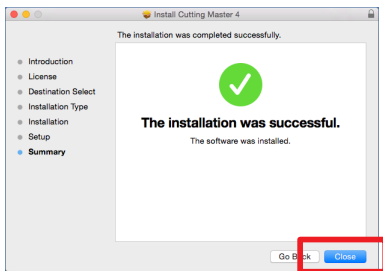 Install Cutting Master 4
The installation was completed successfully.
Introduction
License
Destination Select
Installation Type
Installation
Setup
Summary
The installation was successful.
The software was installed.
Go Back
Close